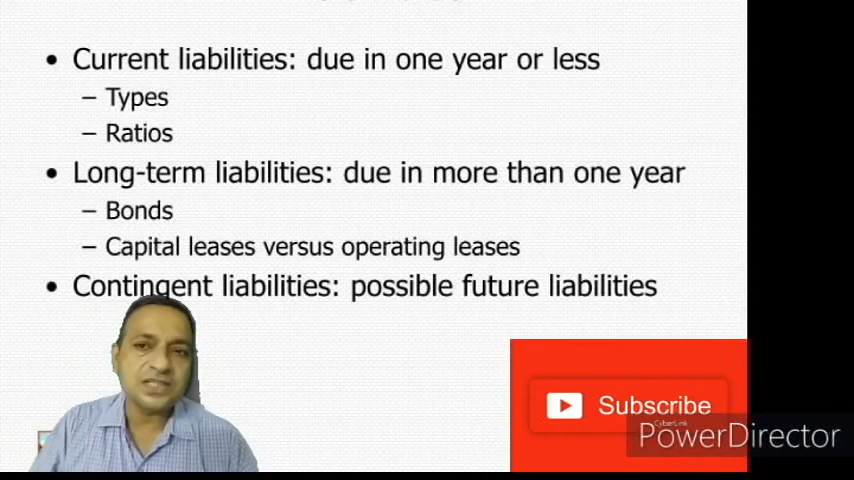 • Current liabilities: due in one year or less
– Types
– Ratios
• Long-term liabilities: due in more than one year
– Bonds
– Capital leases versus operating leases
• Contingent liabilities: possible future liabilities
Subscribe
CyberLink
PowerDirector